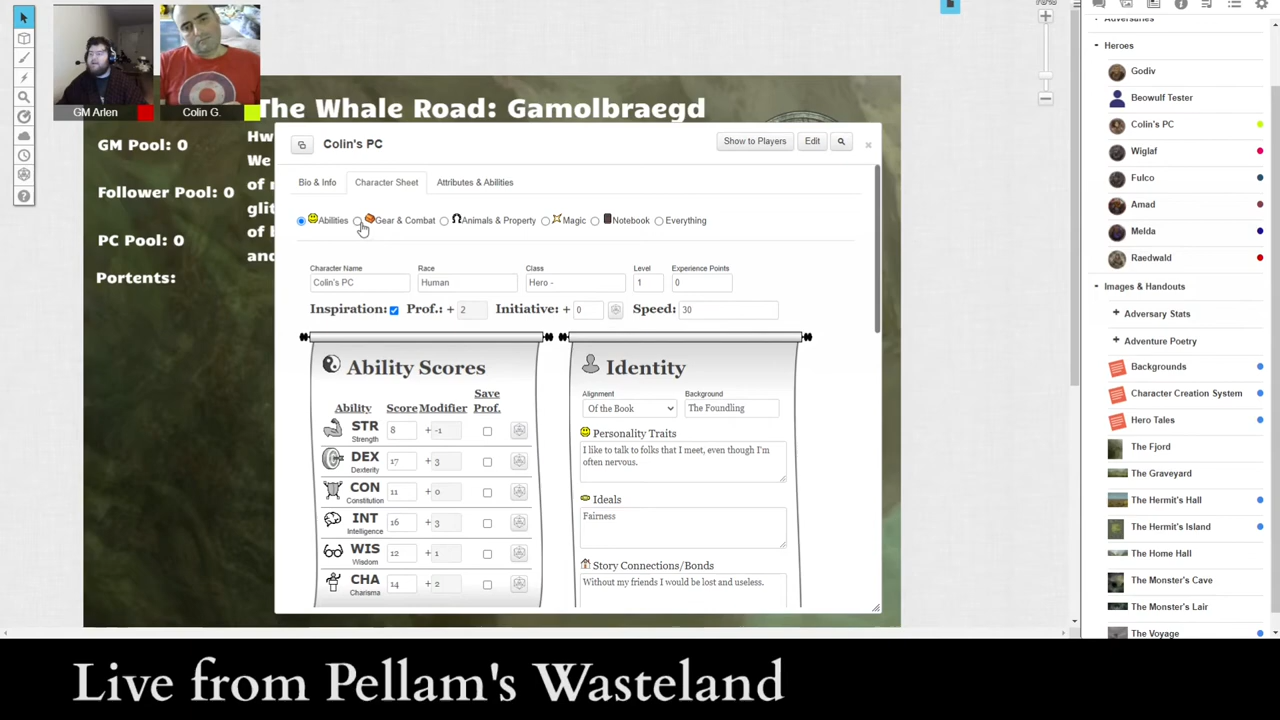 GM Arlen
Colin G.
The Whale Road: Gamolbraegd
GM Pool: 0
Follower Pool: 0
PC Pool: 0
Portents:
Hw
We
of
glit
of h
and
Colin's PC
Show to Players
Edit
Bio & Info
Character Sheet
Attributes & Abilities
Abilities
Gear & Combat
Animals & Property
Magic
Notebook
Everything
Character Name
Race
Class
Level
Experience Points
Colin's PC
Human
Hero -
1
0
Inspiration:
Prof.: + 2
Initiative: + 0
Speed: 30
Ability Scores
Ability Score Modifier Save Prof.
STR 8 -1
Strength
DEX 17 + 3
Dexterity
CON 11 + 0
Constitution
INT 16 + 3
Intelligence
WIS 12 + 1
Wisdom
CHA 14 + 2
Charisma
Identity
Alignment
Background
Of the Book
The Foundling
Personality Traits
I like to talk to folks that I meet, even though I'm
often nervous.
Ideals
Fairness
Story Connections/Bonds
Without my friends I would be lost and useless.
Adversaries
Heroes
Godiv
Beowulf Tester
Colin's PC
Wiglaf
Fulco
Amad
Melda
Raedwald
Images & Handouts
+ Adversary Stats
+ Adventure Poetry
Backgrounds
Character Creation System
Hero Tales
The Fjord
The Graveyard
The Hermit's Hall
The Hermit's Island
The Home Hall
The Monster's Cave
The Monster's Lair
The Voyage
Live from Pellam's Wasteland